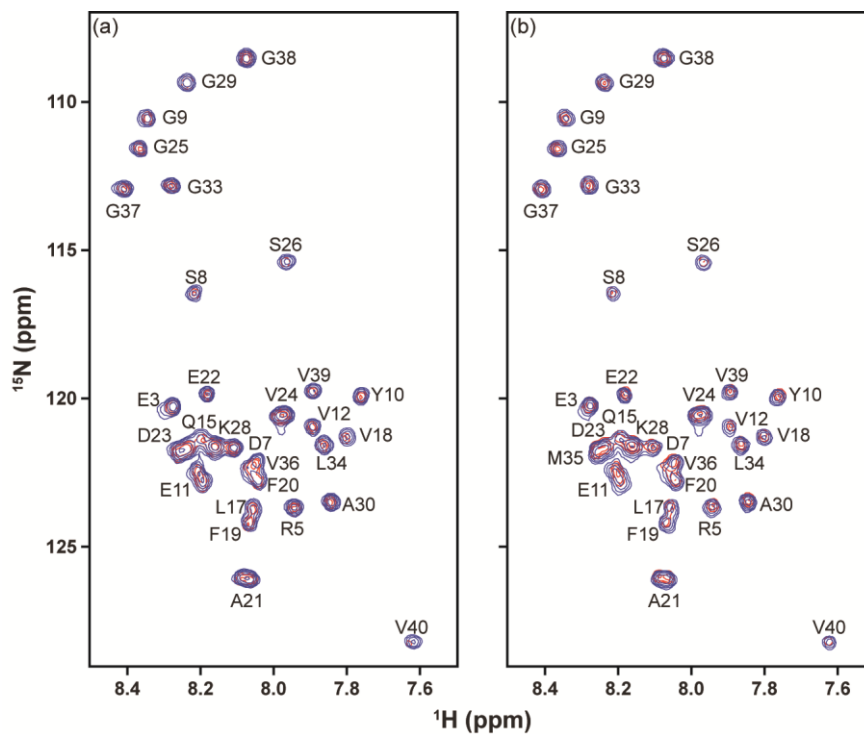 (a)
G38
G29
G9
G25
G33
G37
S26
S8
E22
V39
E3
V24
Y10
Q15
K28
V12
D23
D7
V18
V36
L34
E11
F20
L17
A30
F19
R5
A21
V40
(b)
G38
G29
G9
G25
G33
G37
S26
S8
E22
V39
E3
V24
Y10
D23
Q15
K28
V12
D7
V18
M35
V36
L34
E11
F20
L17
A30
F19
R5
A21
V40
110
115
120
125
15N (ppm)
8.4 8.2 8.0 7.8 7.6
8.4 8.2 8.0 7.8 7.6
1H (ppm)